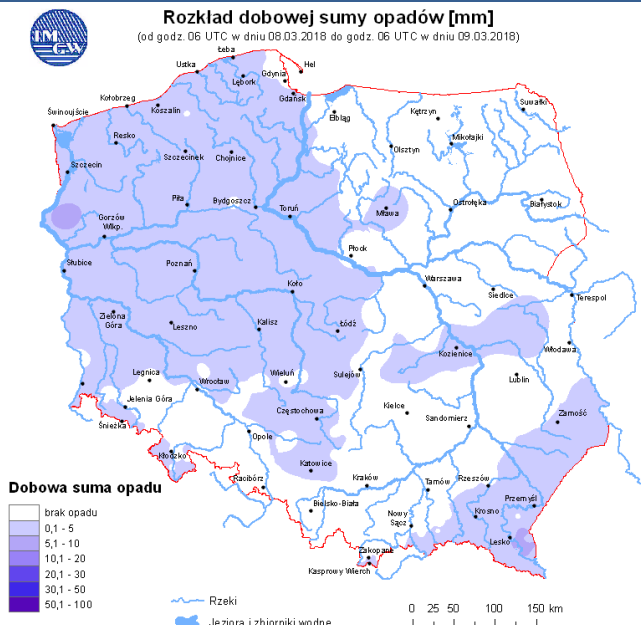 IM
GW
Rozkład dobowej sumy opadów [mm]
(od godz. 06 UTC w dniu 08.03.2018 do godz. 06 UTC w dniu 09.03.2018)
Łeba
Hel
Ustka
Gdynia
Lębork
Gdańsk
Kołobrzeg
Koszalin
Suwałki
Świnoujście
Elbląg
Kętrzyn
Resko
Mikołajki
Olsztyn
Szczecinek
Chojnice
Szczecin
Piła
Bydgoszcz
Toruń
Mława
Ostrołęka
Białystok
Gorzów
Wlkp.
Płock
Słubice
Poznań
Koło
Warszawa
Siedlce
Terespol
Zielona
Góra
Leszno
Kalisz
Łódź
Kozienice
Włodawa
Legnica
Wrocław
Wieluń
Sulejów
Lublin
Jelenia Góra
Śnieżka
Częstochowa
Kielce
Sandomierz
Zamość
Opole
Kłodzko
Katowice
Racibórz
Kraków
Tarnów
Rzeszów
Przemyśl
Bielsko-Biała
Nowy
Sącz
Krosno
Lesko
Zakopane
Kasprowy Wierch
Dobowa suma opadu
brak opadu
0,1 - 5
5,1 - 10
10,1 - 20
20,1 - 30
30,1 - 50
50,1 - 100
Rzeki
Jeziora i zbiorniki wodne
0 25 50 100 150 km